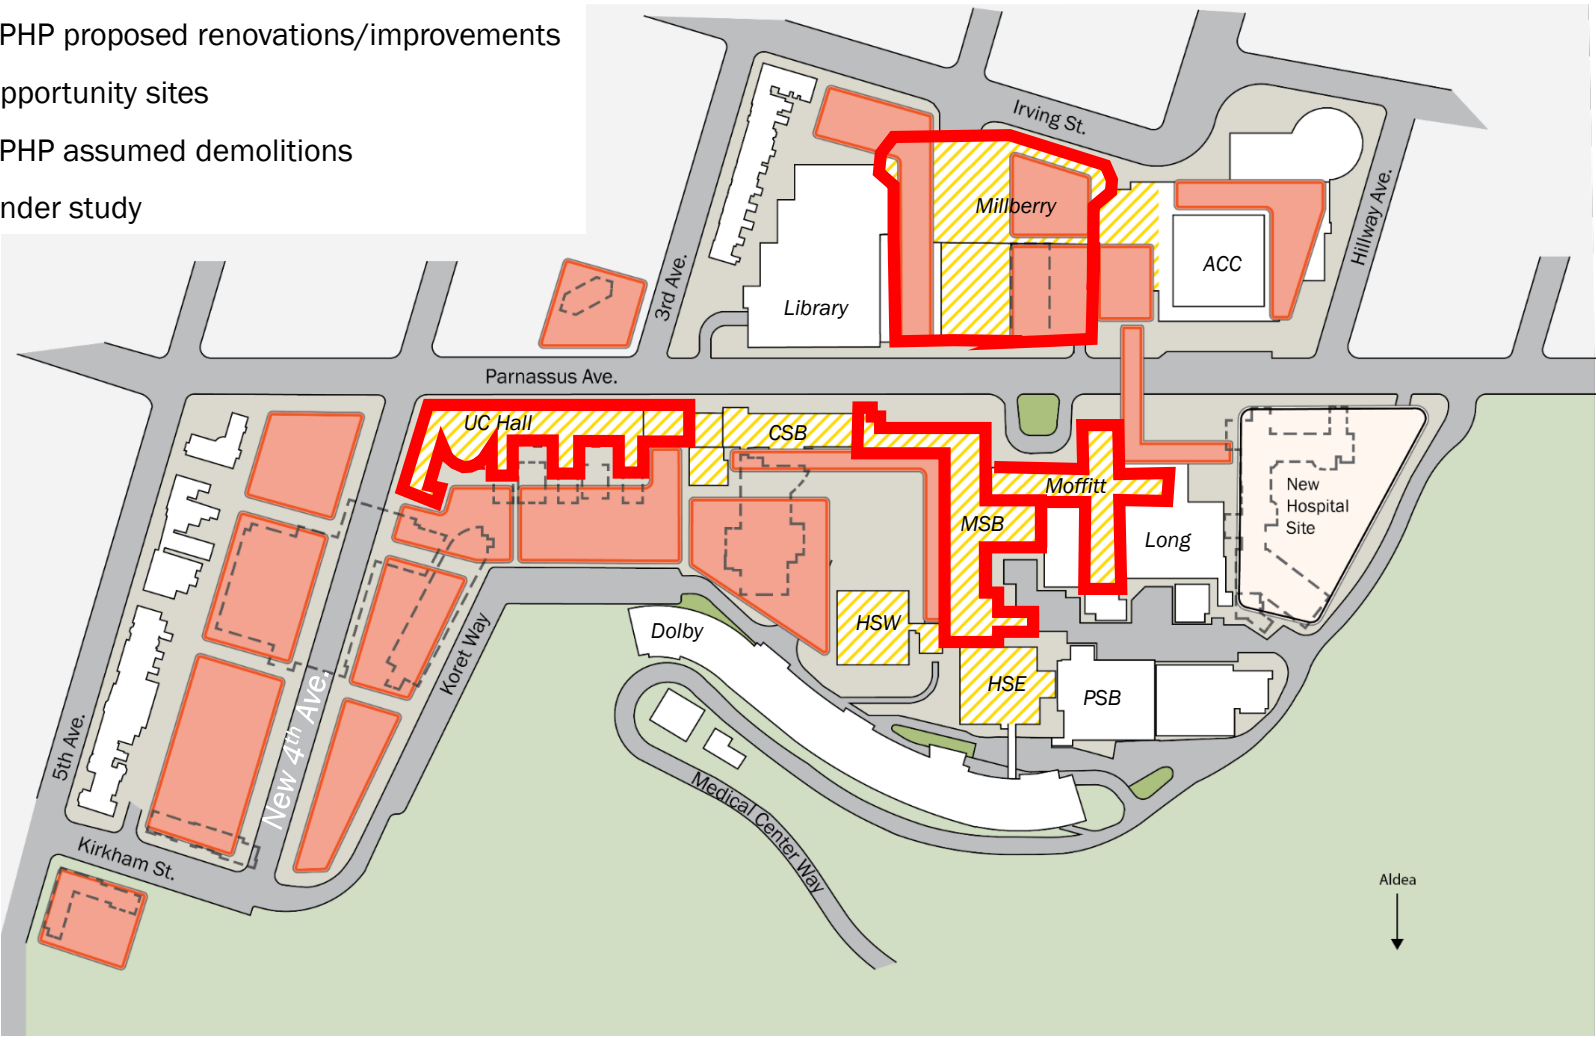 PHP proposed renovations/improvements
pportunity sites
PHP assumed demolitions
nder study
Irving St.
Millberry
Hillway Ave.
ACC
3rd Ave.
Library
Parnassus Ave.
UC Hall
CSB
Moffitt
New
Hospital
Site
MSB
Long
HSW
Dolby
Koret Way
HSE
PSB
New 4th Ave.
5th Ave.
Medical Center Way
Kirkham St.
Aldea